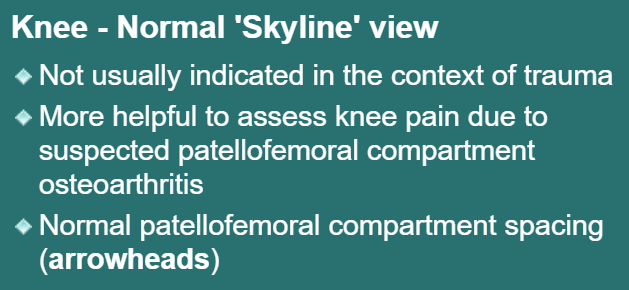 Knee - Normal 'Skyline' view
Not usually indicated in the context of trauma
More helpful to assess knee pain due to
suspected patellofemoral compartment
osteoarthritis
Normal patellofemoral compartment spacing
(arrowheads)